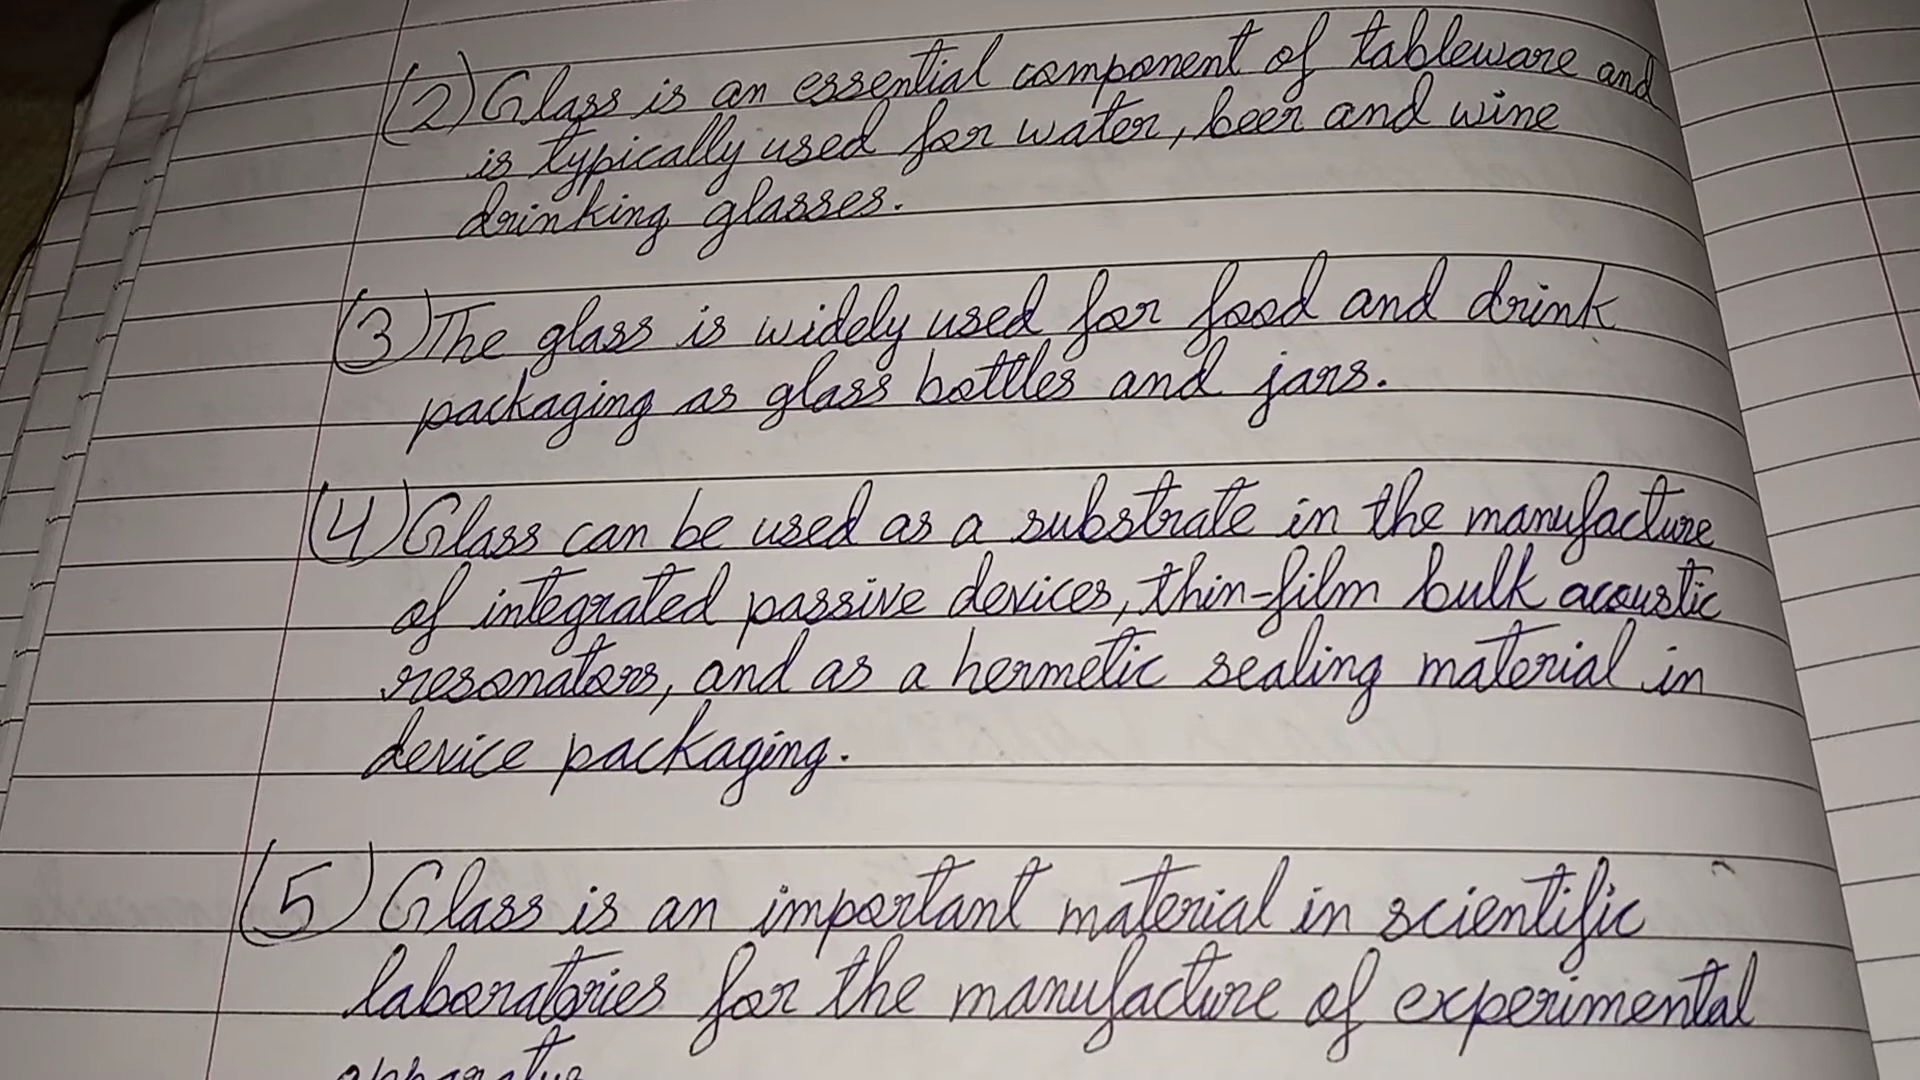 (2) Glass is an essential component of tableware and
is typically used for water, beer and wine
drinking glasses.
(3) The glass is widely used for food and drink
packaging as glass bottles and jars.
(4) Glass can be used as a substrate in the manufacture
of integrated passive devices, thin-film bulk acoustic
resonators, and as a hermetic sealing material in
device packaging.
(5) Glass is an important material in scientific
laboratories for the manufacture of experimental
apparatus